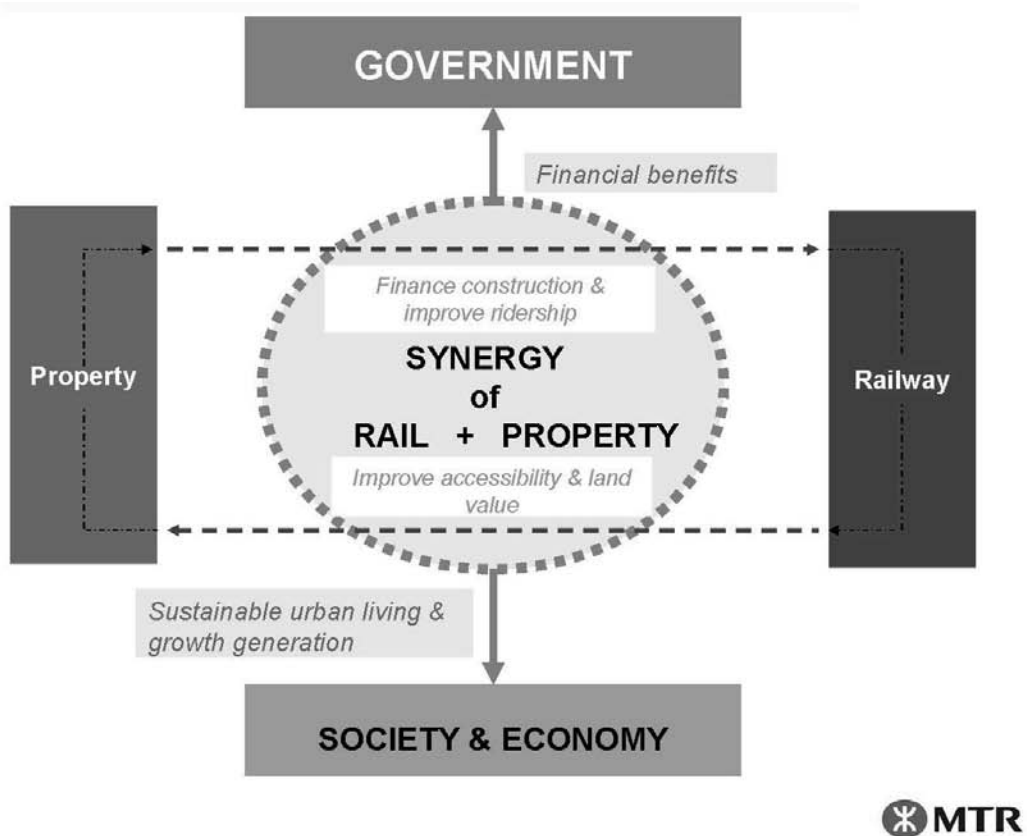 GOVERNMENT
Financial benefits
Finance construction &
improve ridership
Property
SYNERGY
of
RAIL + PROPERTY
Railway
Improve accessibility & land
value
Sustainable urban living &
growth generation
SOCIETY & ECONOMY
MTR